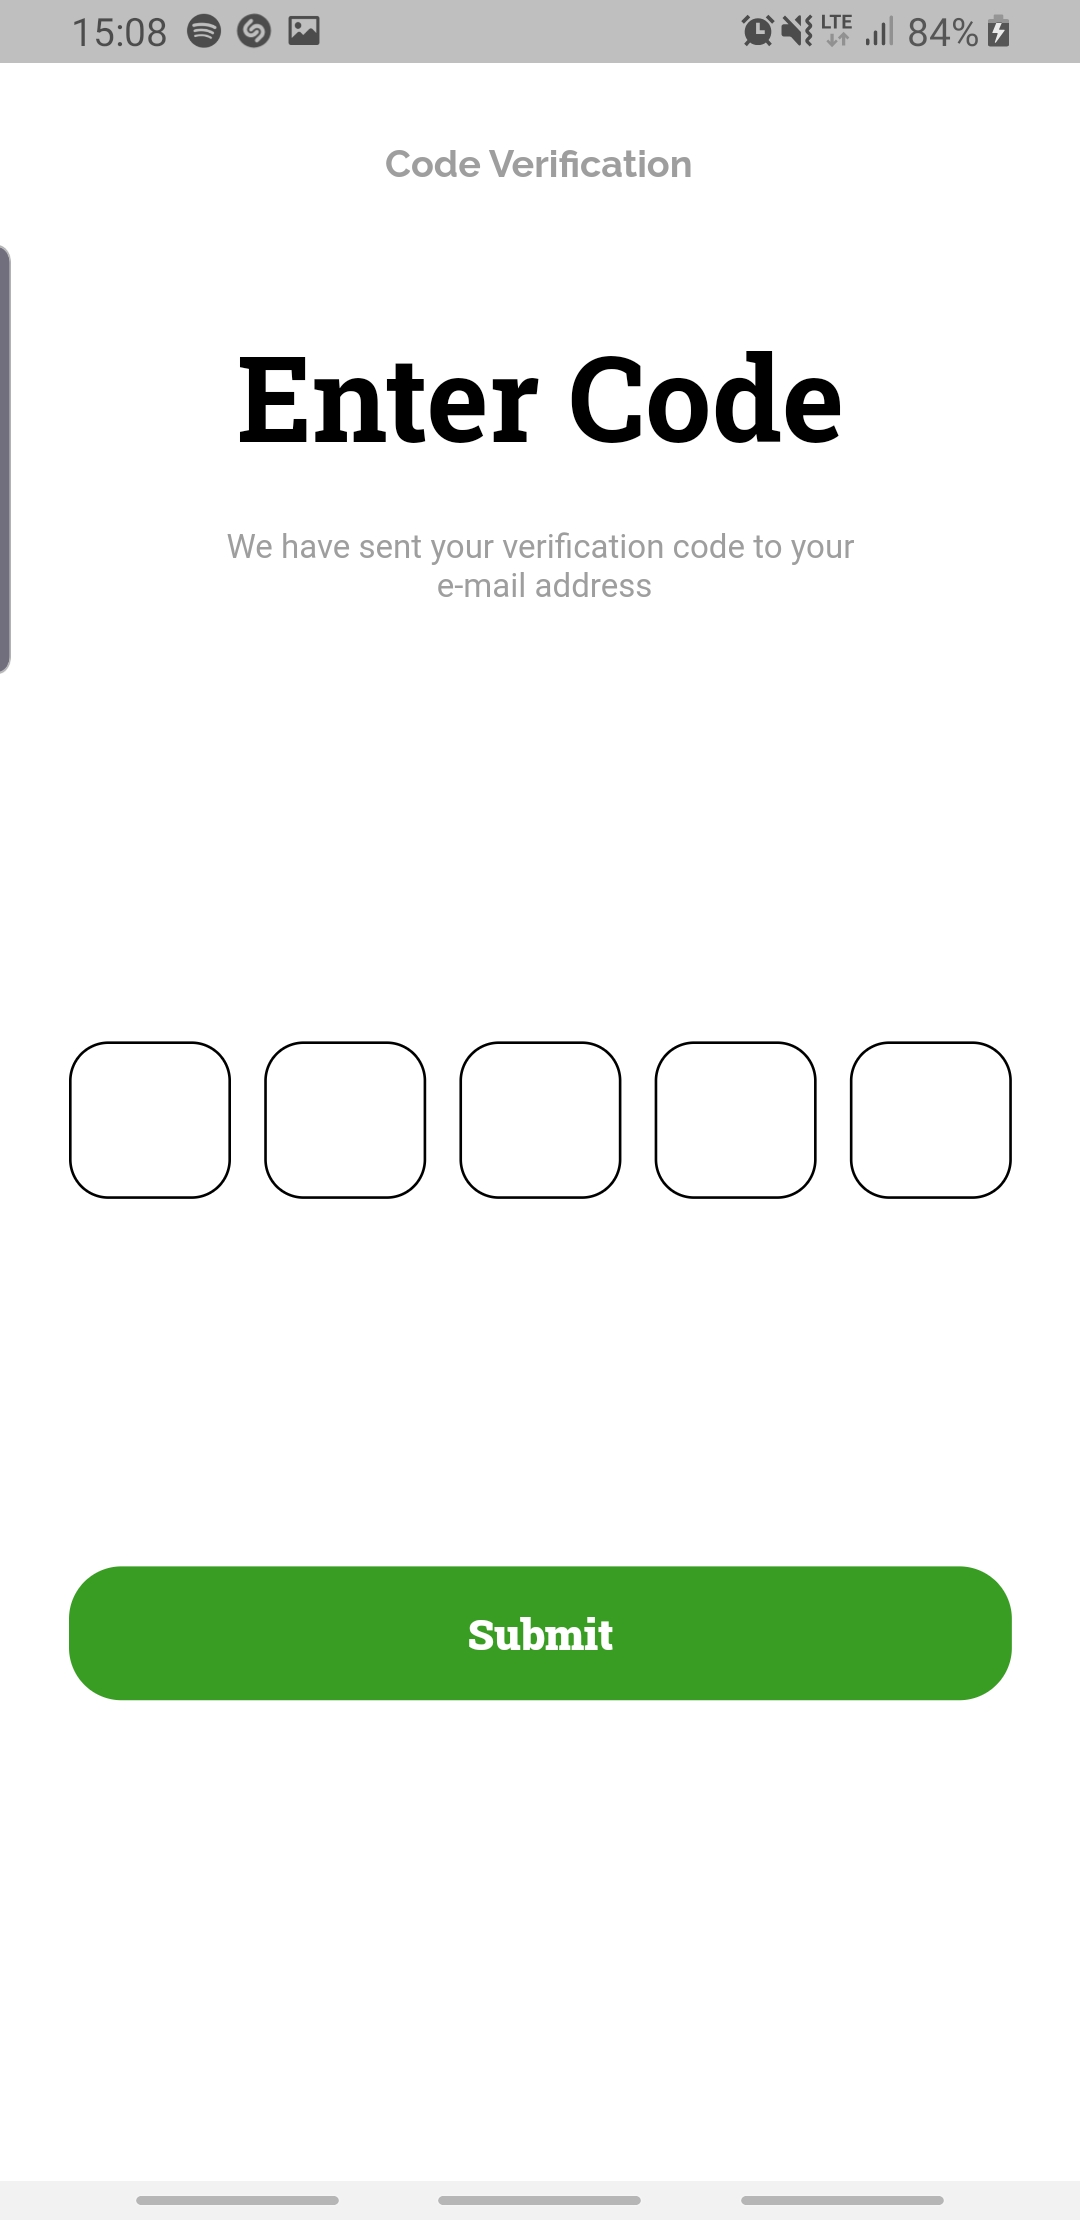 15:08 LTE 84%
Code Verification
Enter Code
We have sent your verification code to your
e-mail address
Submit